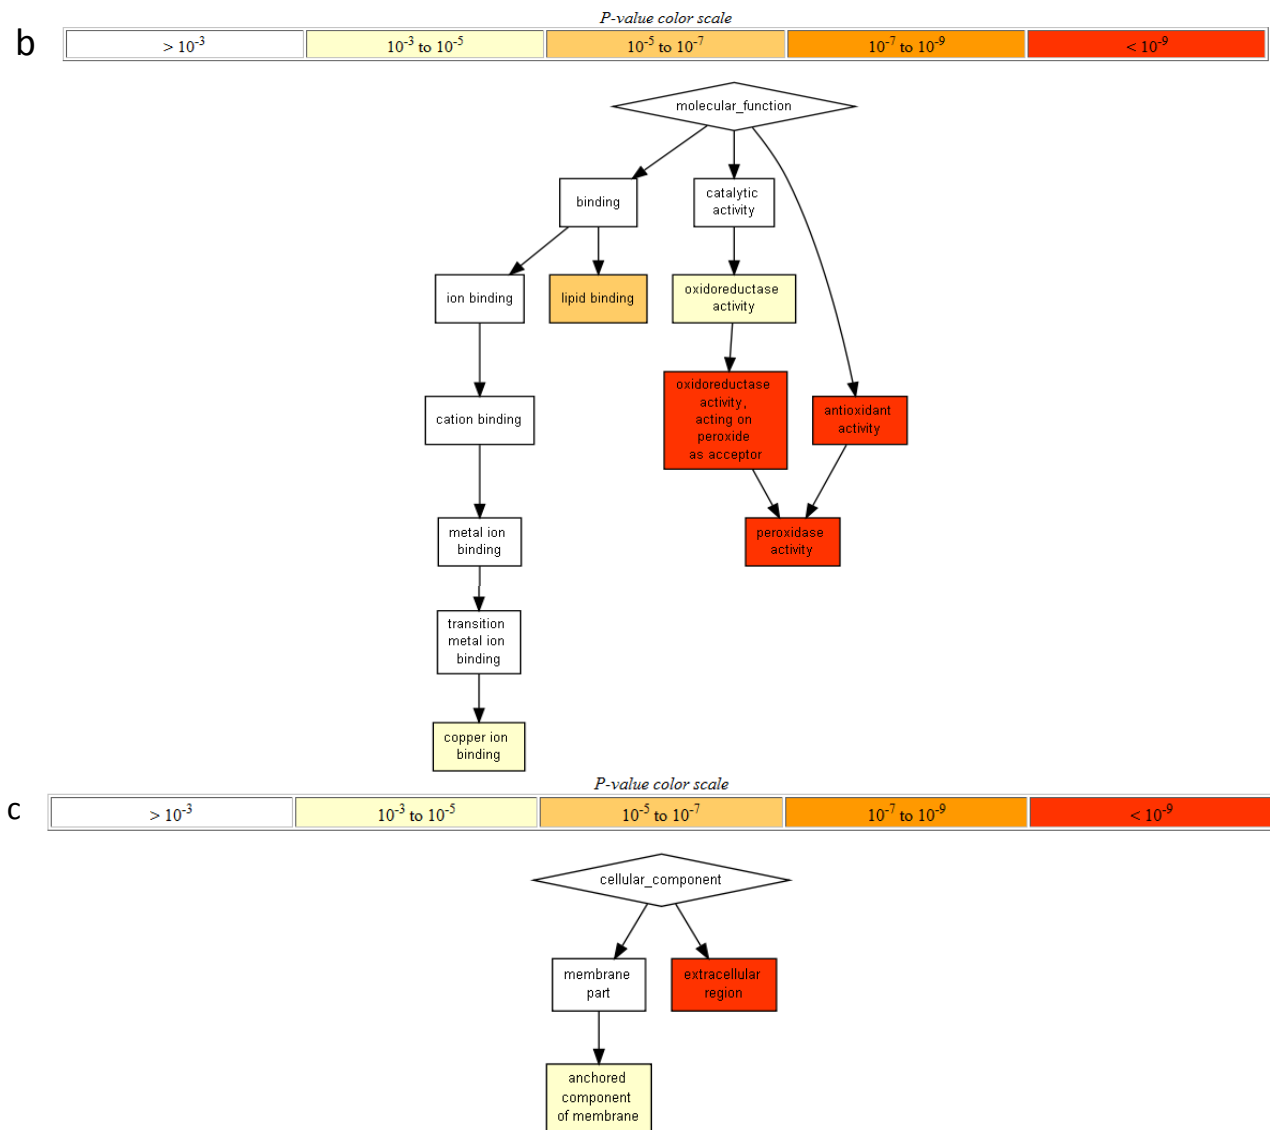 P-value color scale
b
> 10⁻³
10⁻³ to 10⁻⁵
10⁻⁵ to 10⁻⁷
10⁻⁷ to 10⁻⁹
< 10⁻⁹
molecular_function
binding
catalytic
activity
ion binding
lipid binding
oxidoreductase
activity
oxidoreductase
activity,
acting on
peroxide
as acceptor
antioxidant
activity
cation binding
metal ion
binding
peroxidase
activity
transition
metal ion
binding
copper ion
binding
P-value color scale
c
> 10⁻³
10⁻³ to 10⁻⁵
10⁻⁵ to 10⁻⁷
10⁻⁷ to 10⁻⁹
< 10⁻⁹
cellular_component
membrane
part
extracellular
region
anchored
component
of membrane